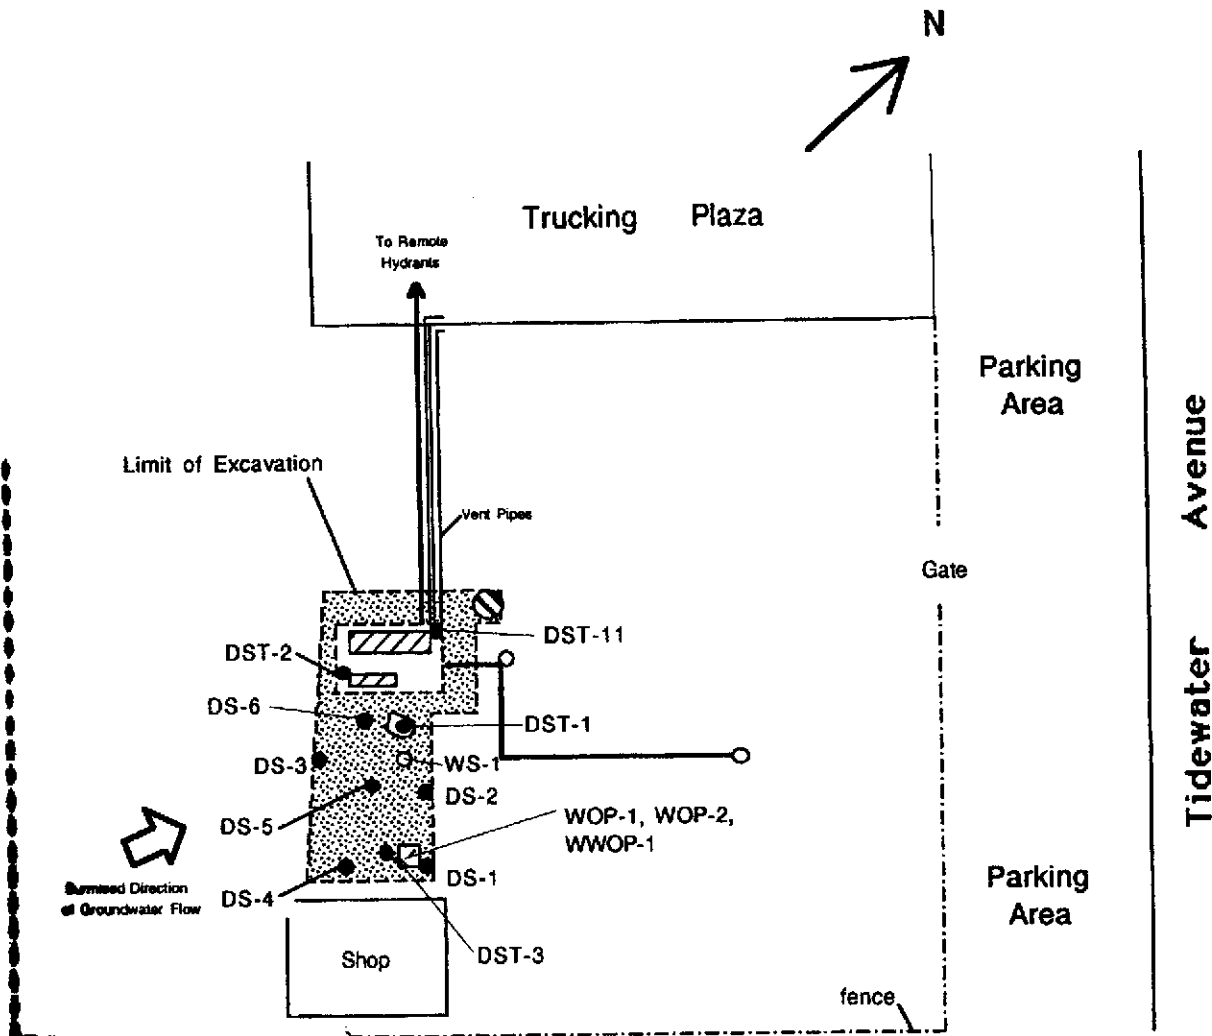 N
Trucking Plaza
To Remote
Hydrants
Parking
Area
Avenue
Limit of Excavation
Vent Pipes
Gate
DST-11
DST-2
DS-6
DST-1
Tidewater
DS-3
WS-1
DS-2
WOP-1, WOP-2,
WWOP-1
DS-5
DS-1
Parking
Area
Surmised Direction
of Groundwater Flow
DS-4
Shop
DST-3
fence